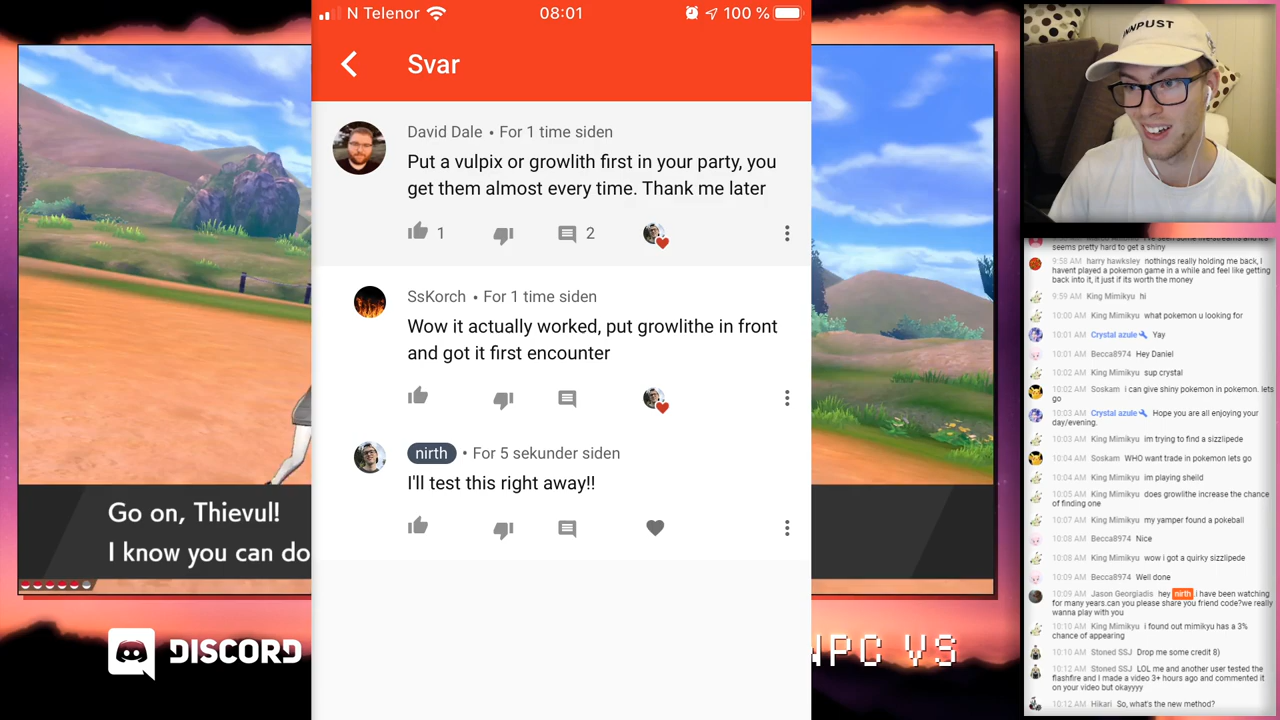 N Telenor
08:01
100 %
Svar
David Dale • For 1 time siden
Put a vulpix or growlith first in your party, you
get them almost every time. Thank me later
1
2
SsKorch • For 1 time siden
Wow it actually worked, put growlithe in front
and got it first encounter
nirth • For 5 sekunder siden
I'll test this right away!!
Go on, Thievul!
I know you can do
DISCORD
NPC VS
INNPUST
seems pretty hard to get a shiny
9:58 AM harry hawksley nothings really holding me back, I
havent played a pokemon game in a while and feel like getting
back into it, it just if its worth the money
9:59 AM King Mimikyu hi
10:00 AM King Mimikyu what pokemon u looking for
10:01 AM Crystal azule Yay
10:01 AM Becca8974 Hey Daniel
10:02 AM King Mimikyu sup crystal
10:02 AM Soskam i can give shiny pokemon in pokemon. lets
go
10:03 AM Crystal azule Hope you are all enjoying your
day/evening.
10:03 AM King Mimikyu im trying to find a sizzlipede
10:04 AM Soskam WHO want trade in pokemon lets go
10:04 AM King Mimikyu im playing sheild
10:05 AM King Mimikyu does growlithe increase the chance
of finding one
10:07 AM King Mimikyu my yamper found a pokeball
10:08 AM Becca8974 Nice
10:08 AM King Mimikyu wow i got a quirky sizzlipede
10:09 AM Becca8974 Well done
10:09 AM Jason Georgiadis hey nirth i have been watching
for many years.can you please share you friend code?we really
wanna play with you
10:10 AM King Mimikyu i found out mimikyu has a 3%
chance of appearing
10:10 AM Stoned SSJ Drop me some credit 8)
10:12 AM Stoned SSJ LOL me and another user tested the
flashfire and I made a video 3+ hours ago and commented it
on your video but okayyyy
10:12 AM Hikari So, what's the new method?